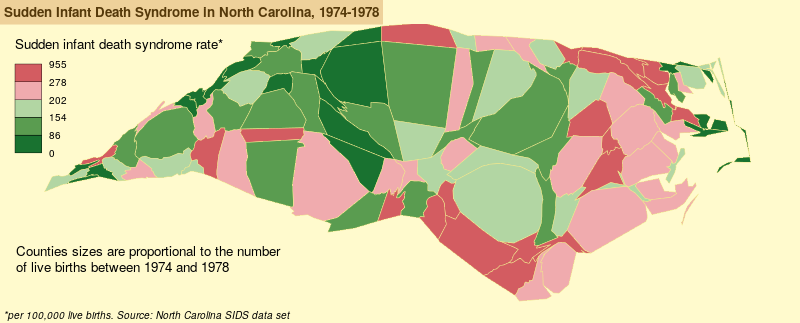 Sudden Infant Death Syndrome in North Carolina, 1974-1978
Sudden infant death syndrome rate*
955
278
202
154
86
0
Counties sizes are proportional to the number
of live births between 1974 and 1978
*per 100,000 live births. Source: North Carolina SIDS data set